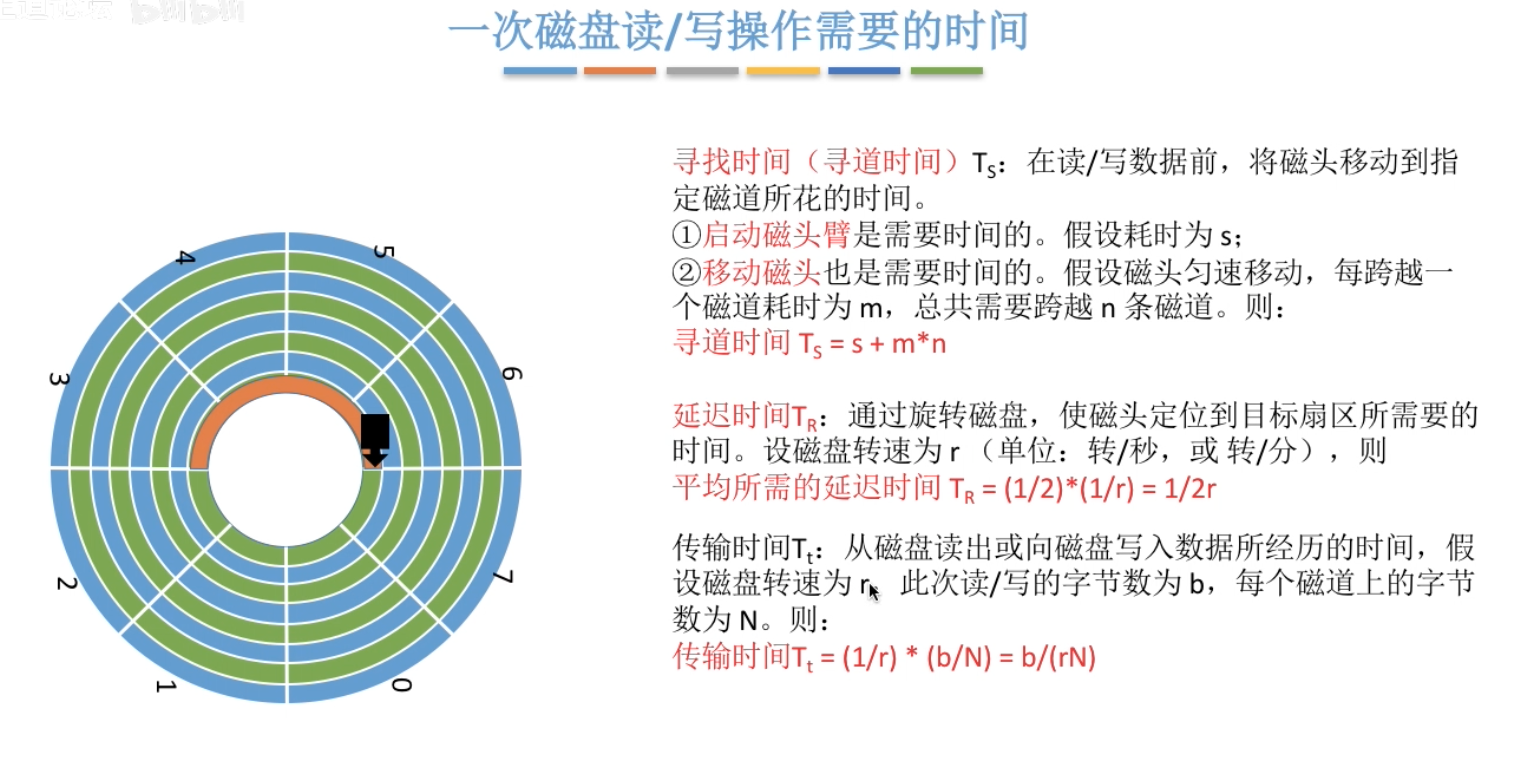 一次磁盘读/写操作需要的时间
寻找时间（寻道时间）TS：在读/写数据前，将磁头移动到指
定磁道所花的时间。
①启动磁头臂是需要时间的。假设耗时为 s；
②移动磁头也是需要时间的。假设磁头匀速移动，每跨越一
个磁道耗时为 m，总共需要跨越 n 条磁道。则：
寻道时间 TS = s + m*n
延迟时间TR：通过旋转磁盘，使磁头定位到目标扇区所需要的
时间。设磁盘转速为 r （单位：转/秒，或 转/分），则
平均所需的延迟时间 TR = (1/2)*(1/r) = 1/2r
传输时间Tt：从磁盘读出或向磁盘写入数据所经历的时间，假
设磁盘转速为 r 此次读/写的字节数为 b，每个磁道上的字节
数为 N。则：
传输时间Tt = (1/r) * (b/N) = b/(rN)
4
5
3
6
2
7
1
0